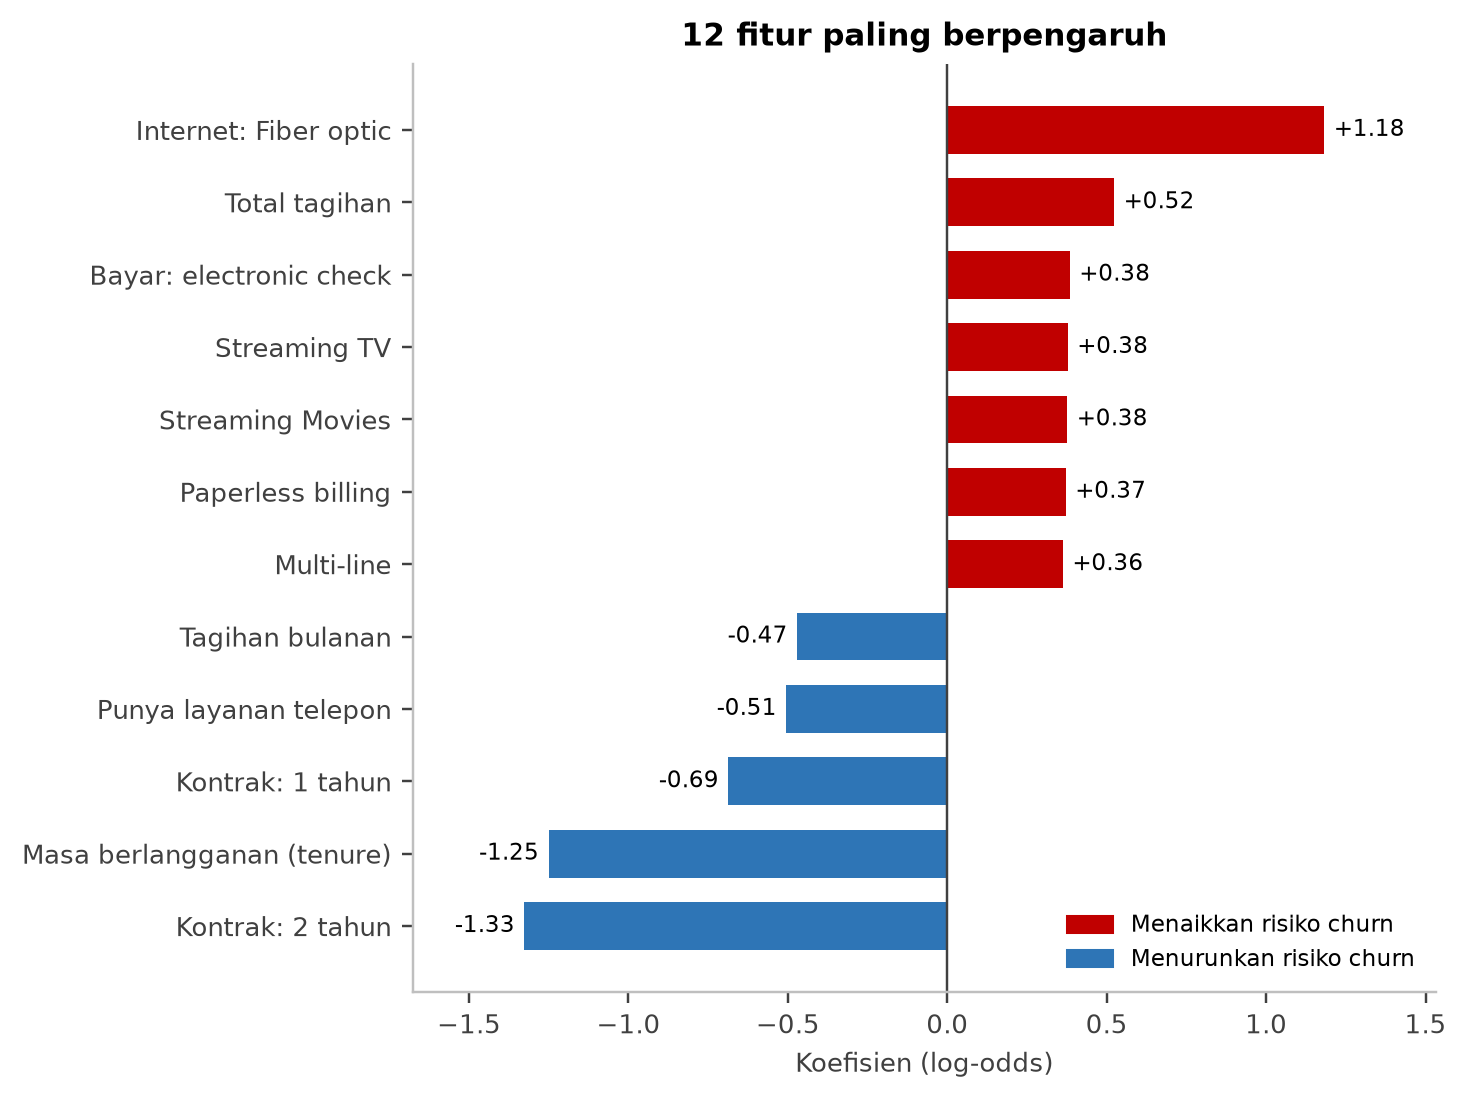 12 fitur paling berpengaruh
Internet: Fiber optic
+1.18
Total tagihan
+0.52
Bayar: electronic check
+0.38
Streaming TV
+0.38
Streaming Movies
+0.38
Paperless billing
+0.37
Multi-line
+0.36
Tagihan bulanan
-0.47
Punya layanan telepon
-0.51
Kontrak: 1 tahun
-0.69
Masa berlangganan (tenure)
-1.25
Kontrak: 2 tahun
-1.33
Menaikkan risiko churn
Menurunkan risiko churn
−1.5 −1.0 −0.5 0.0 0.5 1.0 1.5
Koefisien (log-odds)